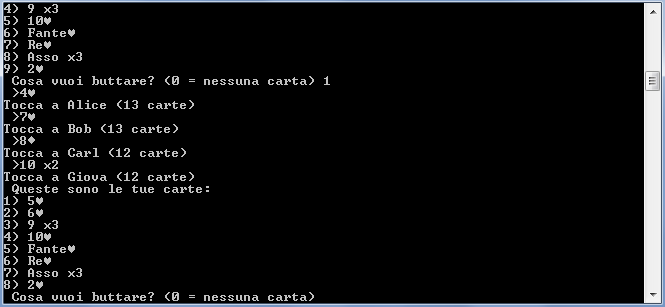 4) 9 x3
5) 10♥
6) Fante♥
7) Re♥
8) Asso x3
9) 2♥
Cosa vuoi buttare? (0 = nessuna carta) 1
>4♥
Tocca a Alice (13 carte)
>7♥
Tocca a Bob (13 carte)
>8♦
Tocca a Carl (12 carte)
>10 x2
Tocca a Giova (12 carte)
Queste sono le tue carte:
1) 5♥
2) 6♥
3) 9 x3
4) 10♥
5) Fante♥
6) Re♥
7) Asso x3
8) 2♥
Cosa vuoi buttare? (0 = nessuna carta)